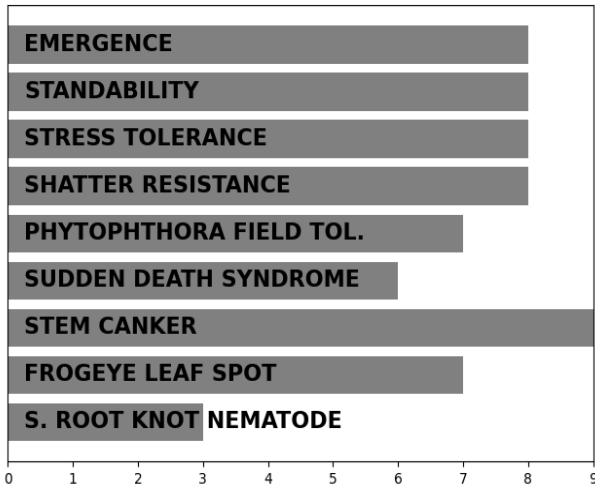 EMERGENCE
STANDABILITY
STRESS TOLERANCE
SHATTER RESISTANCE
PHYTOPHTHORA FIELD TOL.
SUDDEN DEATH SYNDROME
STEM CANKER
FROGEYE LEAF SPOT
S. ROOT KNOT NEMATODE
0 1 2 3 4 5 6 7 8 9